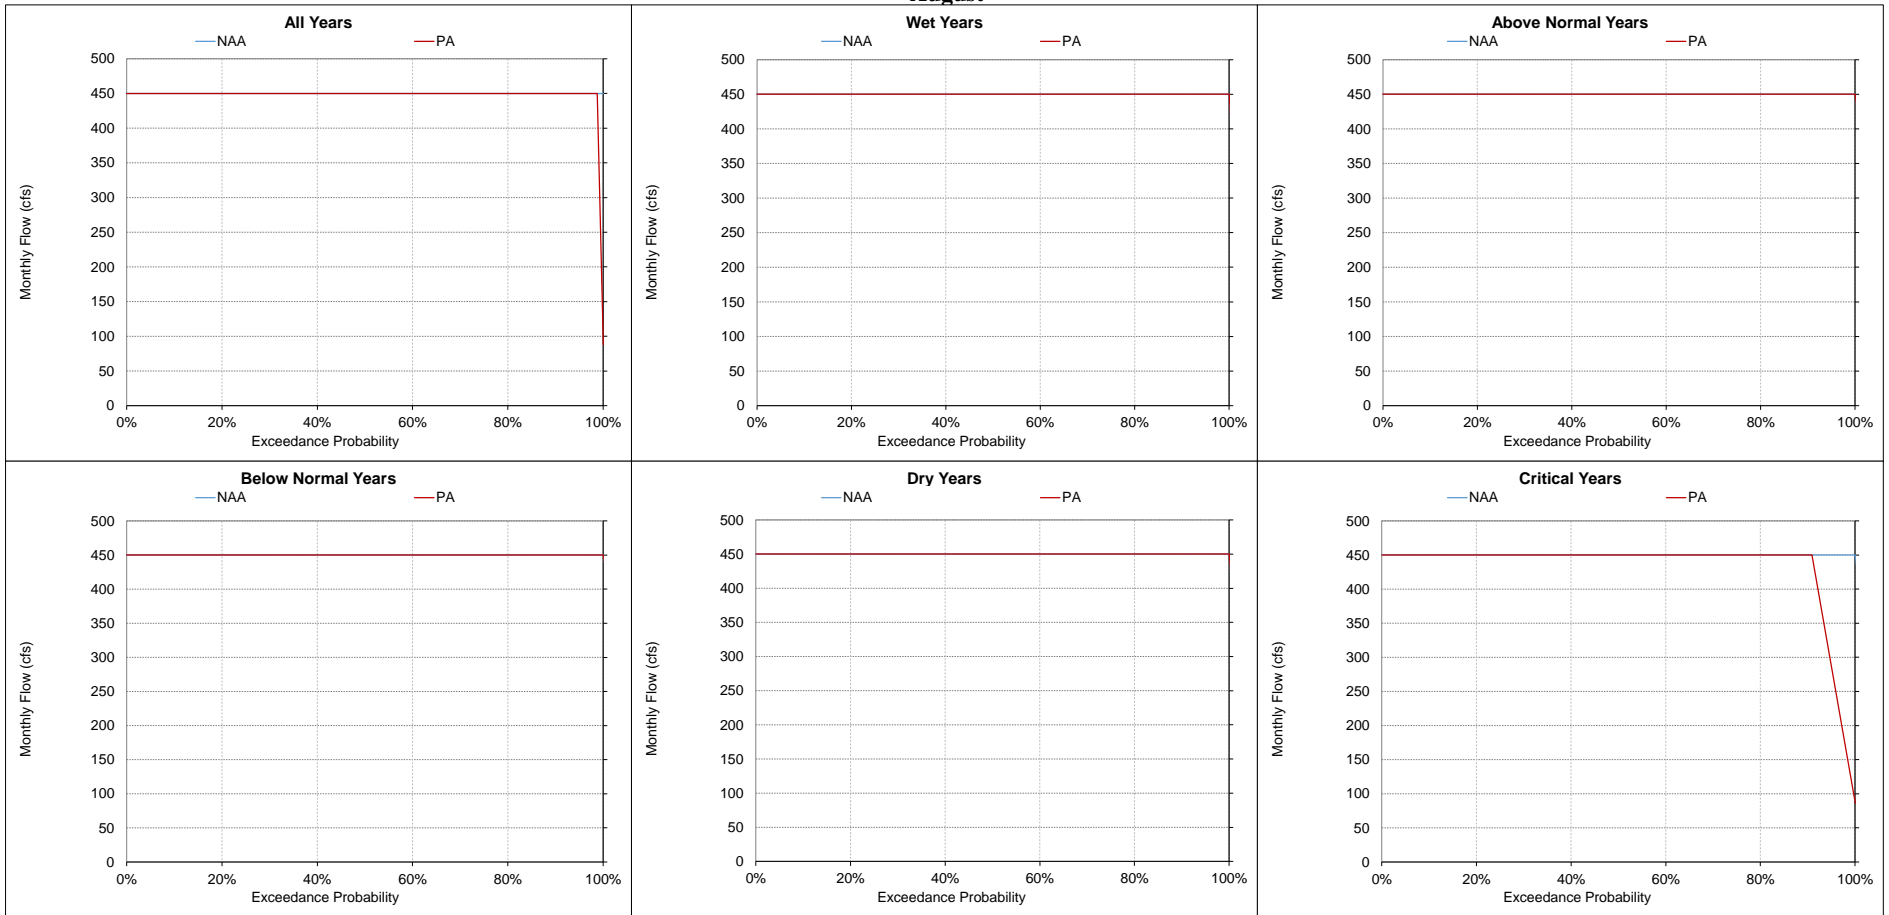 August
All Years
NAA PA
500
450
400
350
300
250
200
150
100
50
0
0% 20% 40% 60% 80% 100%
Monthly Flow (cfs)
Exceedance Probability
Wet Years
NAA PA
500
450
400
350
300
250
200
150
100
50
0
0% 20% 40% 60% 80% 100%
Monthly Flow (cfs)
Exceedance Probability
Above Normal Years
NAA PA
500
450
400
350
300
250
200
150
100
50
0
0% 20% 40% 60% 80% 100%
Monthly Flow (cfs)
Exceedance Probability
Below Normal Years
NAA PA
500
450
400
350
300
250
200
150
100
50
0
0% 20% 40% 60% 80% 100%
Monthly Flow (cfs)
Exceedance Probability
Dry Years
NAA PA
500
450
400
350
300
250
200
150
100
50
0
0% 20% 40% 60% 80% 100%
Monthly Flow (cfs)
Exceedance Probability
Critical Years
NAA PA
500
450
400
350
300
250
200
150
100
50
0
0% 20% 40% 60% 80% 100%
Monthly Flow (cfs)
Exceedance Probability